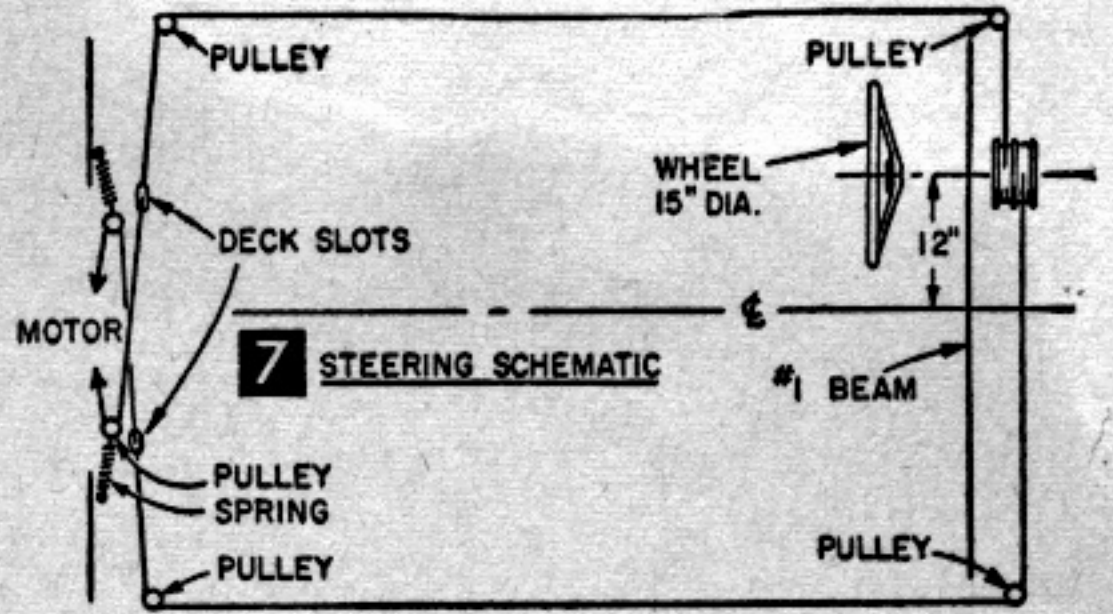 PULLEY
PULLEY
WHEEL
15" DIA.
DECK SLOTS
12"
MOTOR
℄
7 STEERING SCHEMATIC
#1 BEAM
PULLEY
SPRING
PULLEY
PULLEY